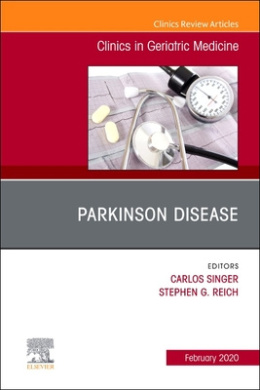 Clinics Review Articles
Clinics in Geriatric Medicine
PARKINSON DISEASE
EDITORS
CARLOS SINGER
STEPHEN G. REICH
ELSEVIER
February 2020